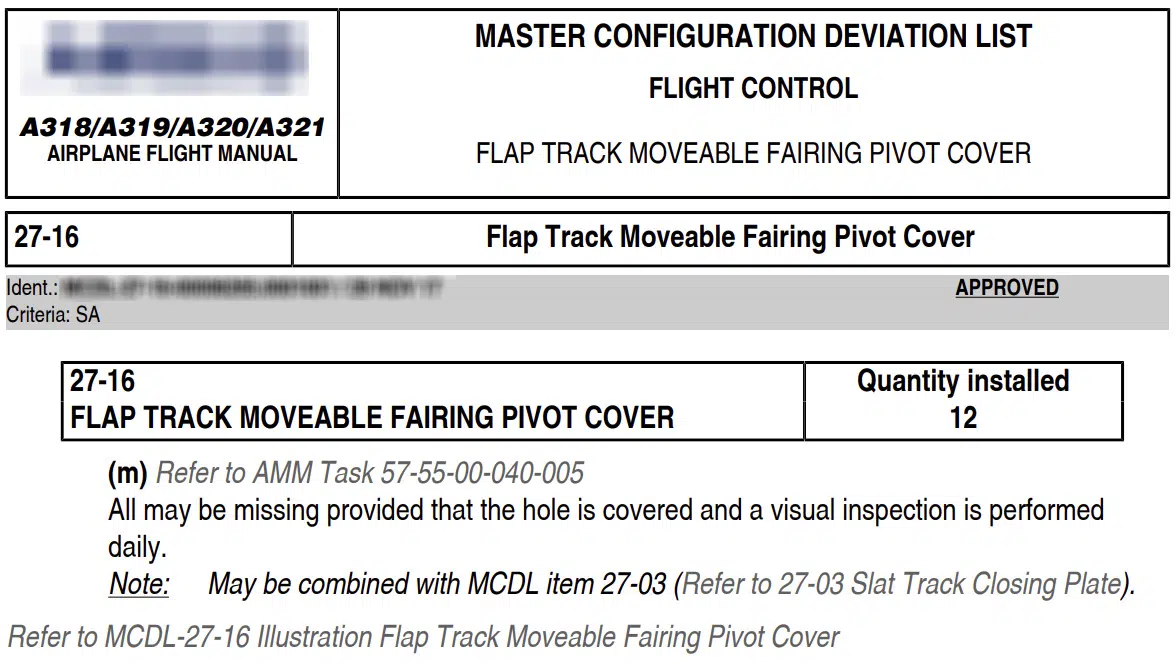 A318/A319/A320/A321
AIRPLANE FLIGHT MANUAL
MASTER CONFIGURATION DEVIATION LIST
FLIGHT CONTROL
FLAP TRACK MOVEABLE FAIRING PIVOT COVER
27-16
Flap Track Moveable Fairing Pivot Cover
Ident.:
APPROVED
Criteria: SA
27-16
FLAP TRACK MOVEABLE FAIRING PIVOT COVER
Quantity installed
12
(m) Refer to AMM Task 57-55-00-040-005
All may be missing provided that the hole is covered and a visual inspection is performed
daily.
Note: May be combined with MCDL item 27-03 (Refer to 27-03 Slat Track Closing Plate).
Refer to MCDL-27-16 Illustration Flap Track Moveable Fairing Pivot Cover